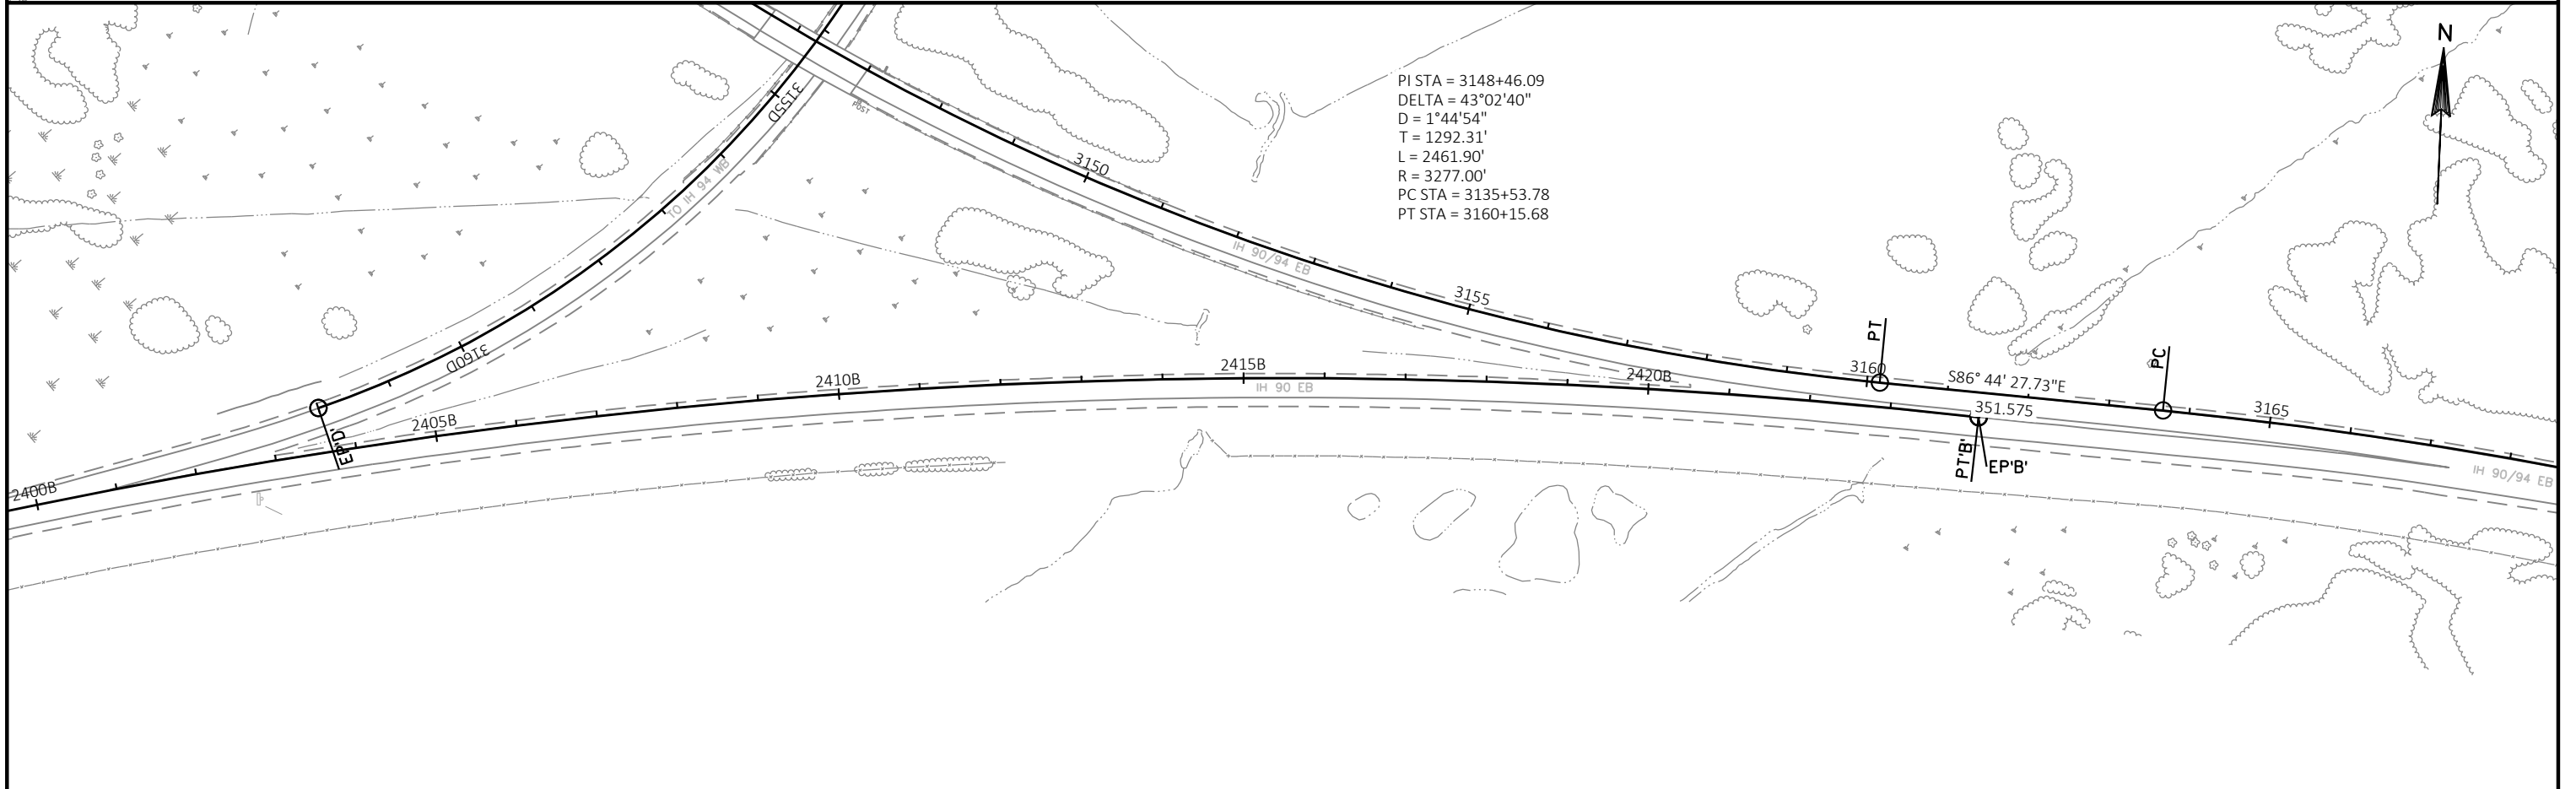 N
PI STA = 3148+46.09
DELTA = 43°02'40"
D = 1°44'54"
T = 1292.31'
L = 2461.90'
R = 3277.00'
PC STA = 3135+53.78
PT STA = 3160+15.68
3155D
POST
3150
TO IH 94 WB
IH 90/94 EB
3155
PT
PC
3160D
3160
S86° 44' 27.73"E
2415B
2410B
2420B
IH 90 EB
351.575
3165
2405B
EP'D'
PT'B'
EP'B'
IH 90/94 EB
2400B